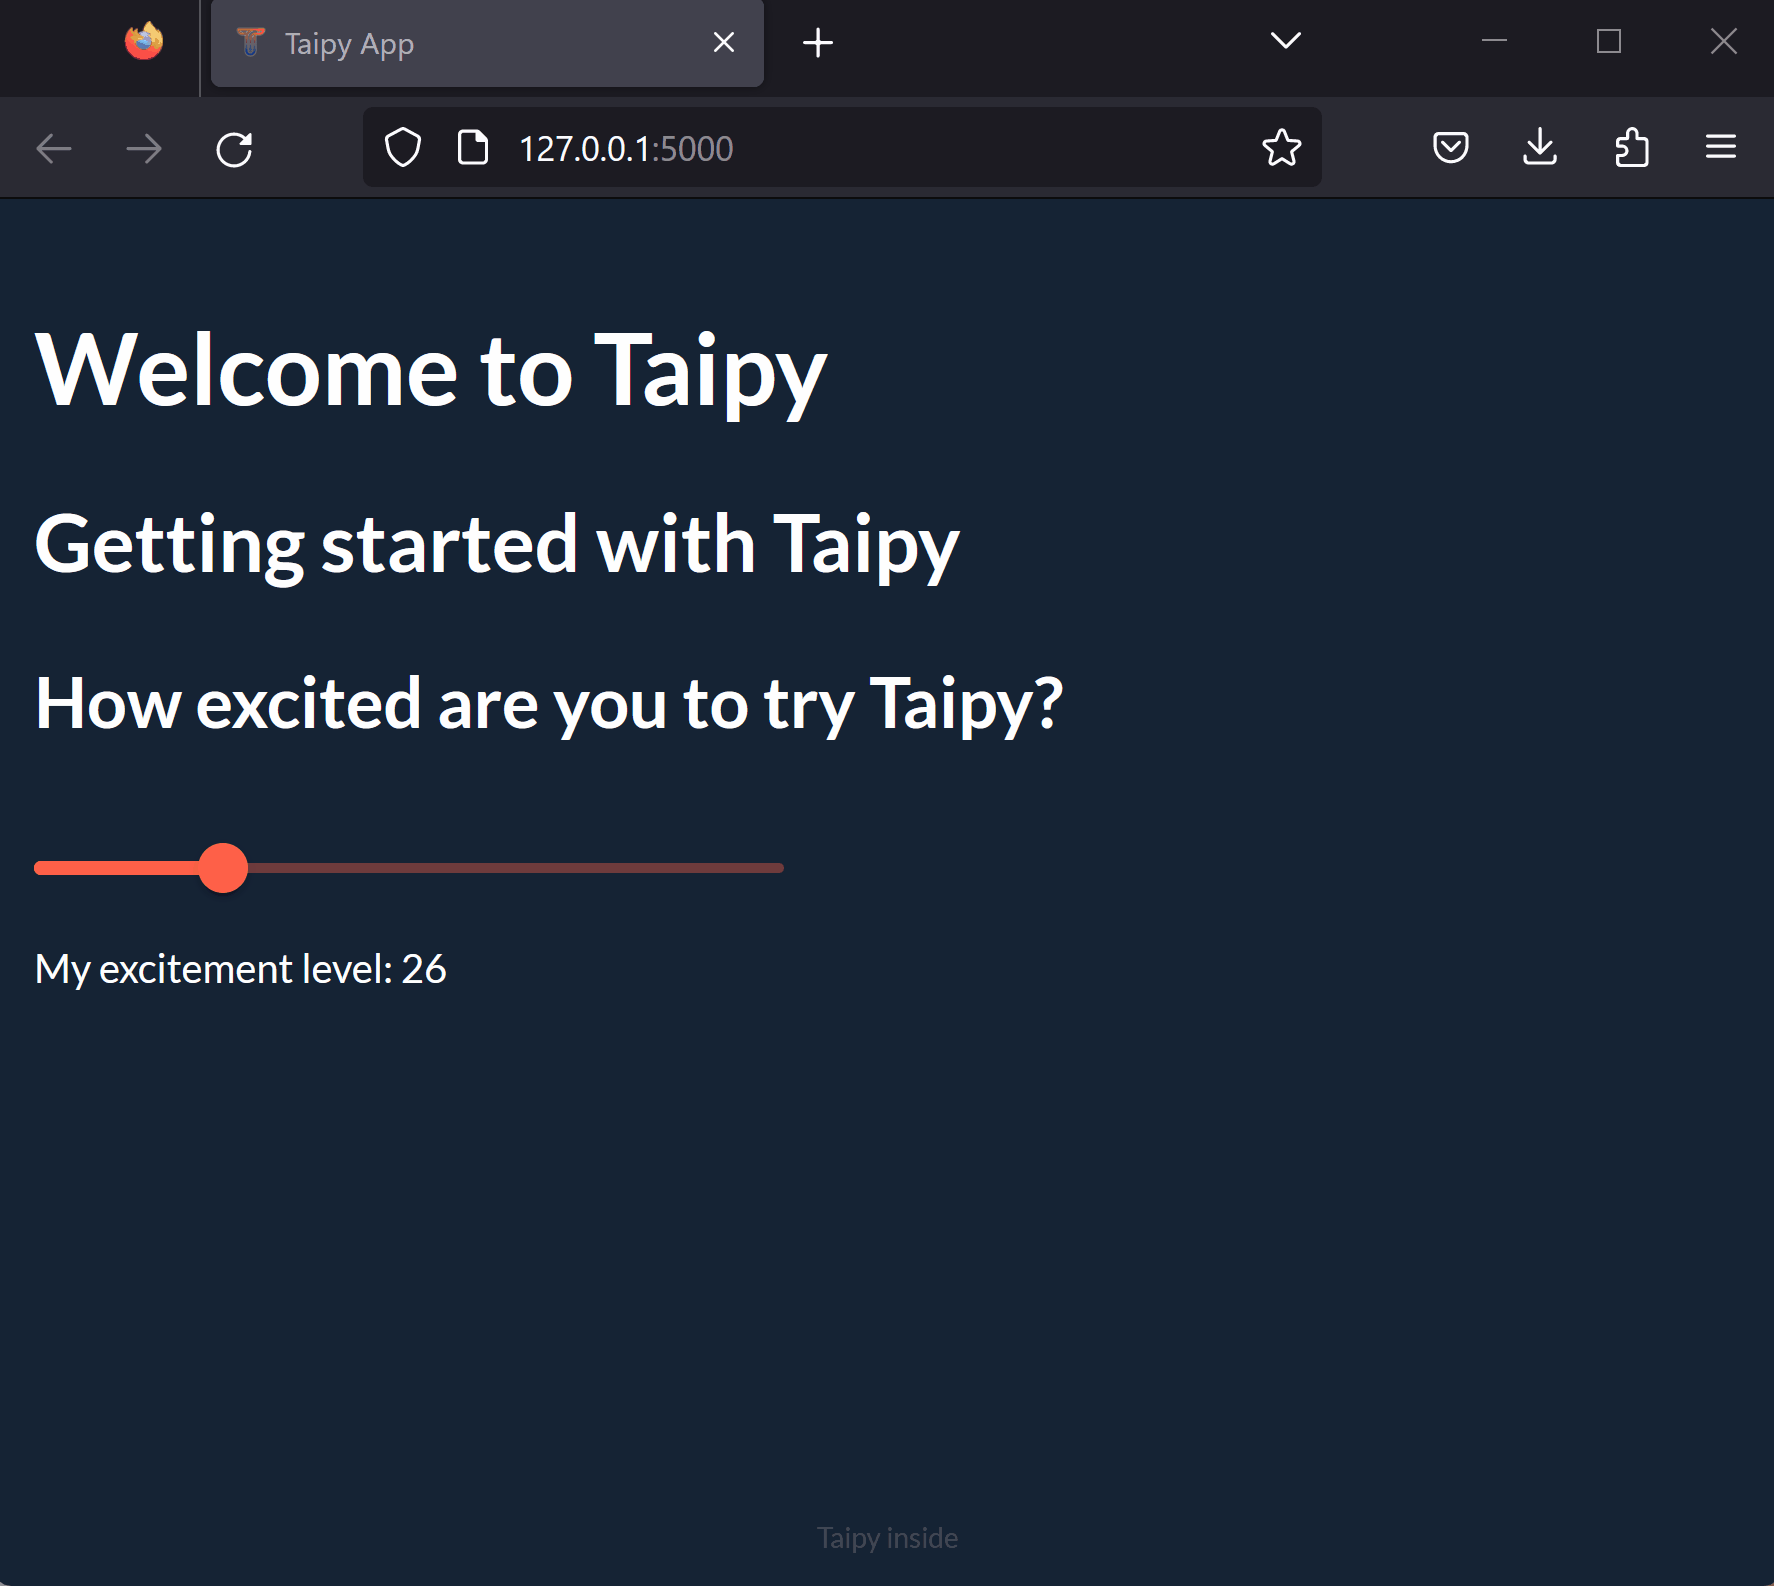 Taipy App
127.0.0.1:5000
Welcome to Taipy
Getting started with Taipy
How excited are you to try Taipy?
My excitement level: 26
Taipy inside